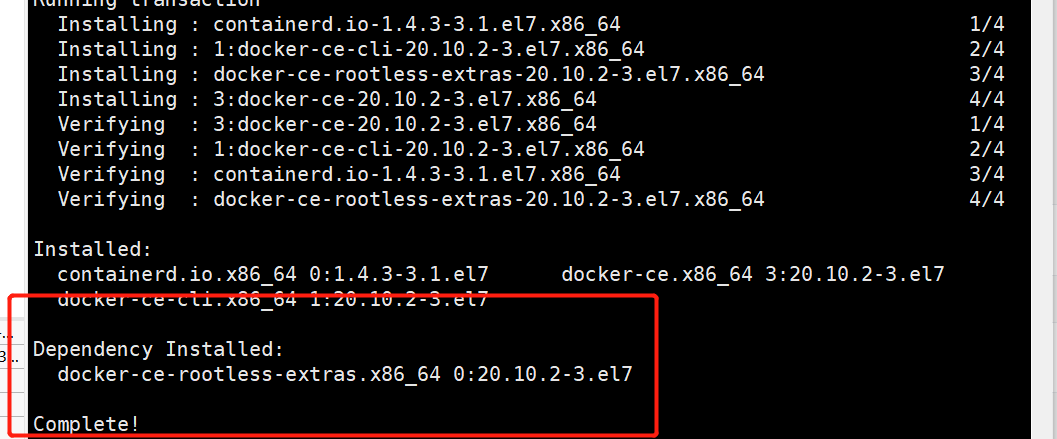 Running transaction
  Installing : containerd.io-1.4.3-3.1.el7.x86_64 1/4
  Installing : 1:docker-ce-cli-20.10.2-3.el7.x86_64 2/4
  Installing : docker-ce-rootless-extras-20.10.2-3.el7.x86_64 3/4
  Installing : 3:docker-ce-20.10.2-3.el7.x86_64 4/4
  Verifying  : 3:docker-ce-20.10.2-3.el7.x86_64 1/4
  Verifying  : 1:docker-ce-cli-20.10.2-3.el7.x86_64 2/4
  Verifying  : containerd.io-1.4.3-3.1.el7.x86_64 3/4
  Verifying  : docker-ce-rootless-extras-20.10.2-3.el7.x86_64 4/4
Installed:
  containerd.io.x86_64 0:1.4.3-3.1.el7      docker-ce.x86_64 3:20.10.2-3.el7
  docker-ce-cli.x86_64 1:20.10.2-3.el7
Dependency Installed:
  docker-ce-rootless-extras.x86_64 0:20.10.2-3.el7
Complete!